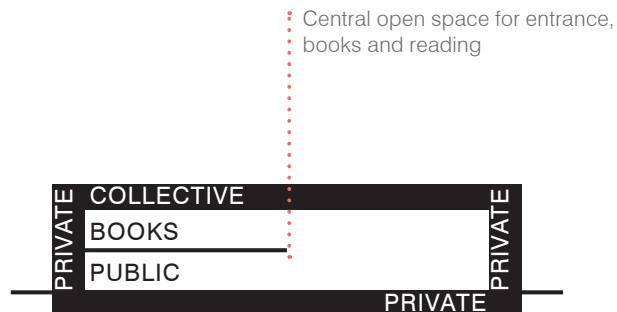 Central open space for entrance,
books and reading
PRIVATE
COLLECTIVE
BOOKS
PUBLIC
PRIVATE
PRIVATE